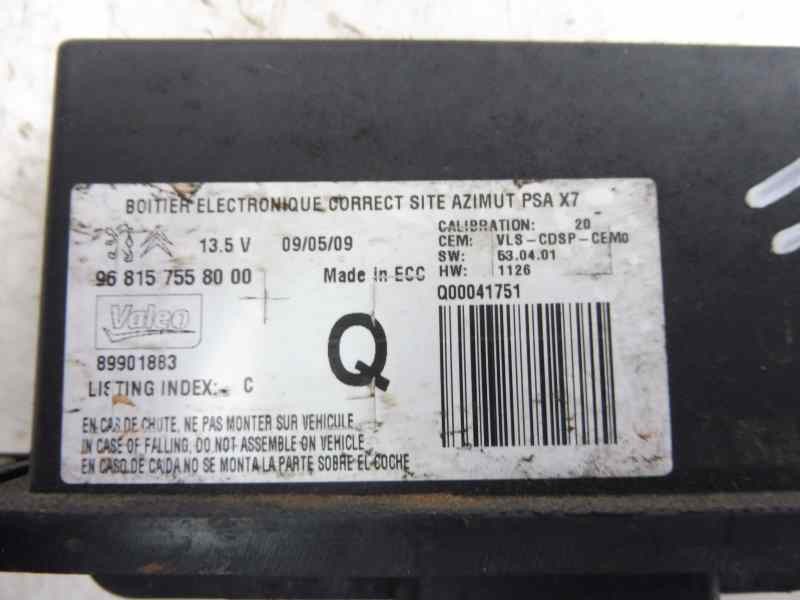 BOITIER ELECTRONIQUE CORRECT SITE AZIMUT PSA X7
13.5 V 09/05/09
CALIBRATION: 20
CEM: VLS-CDSP-CEM0
SW: 53.04.01
HW: 1126
96 815 755 80 00 Made in ECC
Q00041751
Valeo
Q
89901883
LISTING INDEX: C
EN CAS DE CHUTE, NE PAS MONTER SUR VEHICULE
IN CASE OF FALLING, DO NOT ASSEMBLE ON VEHICLE
EN CASO DE CAIDA NO SE MONTA LA PARTE SOBRE EL COCHE